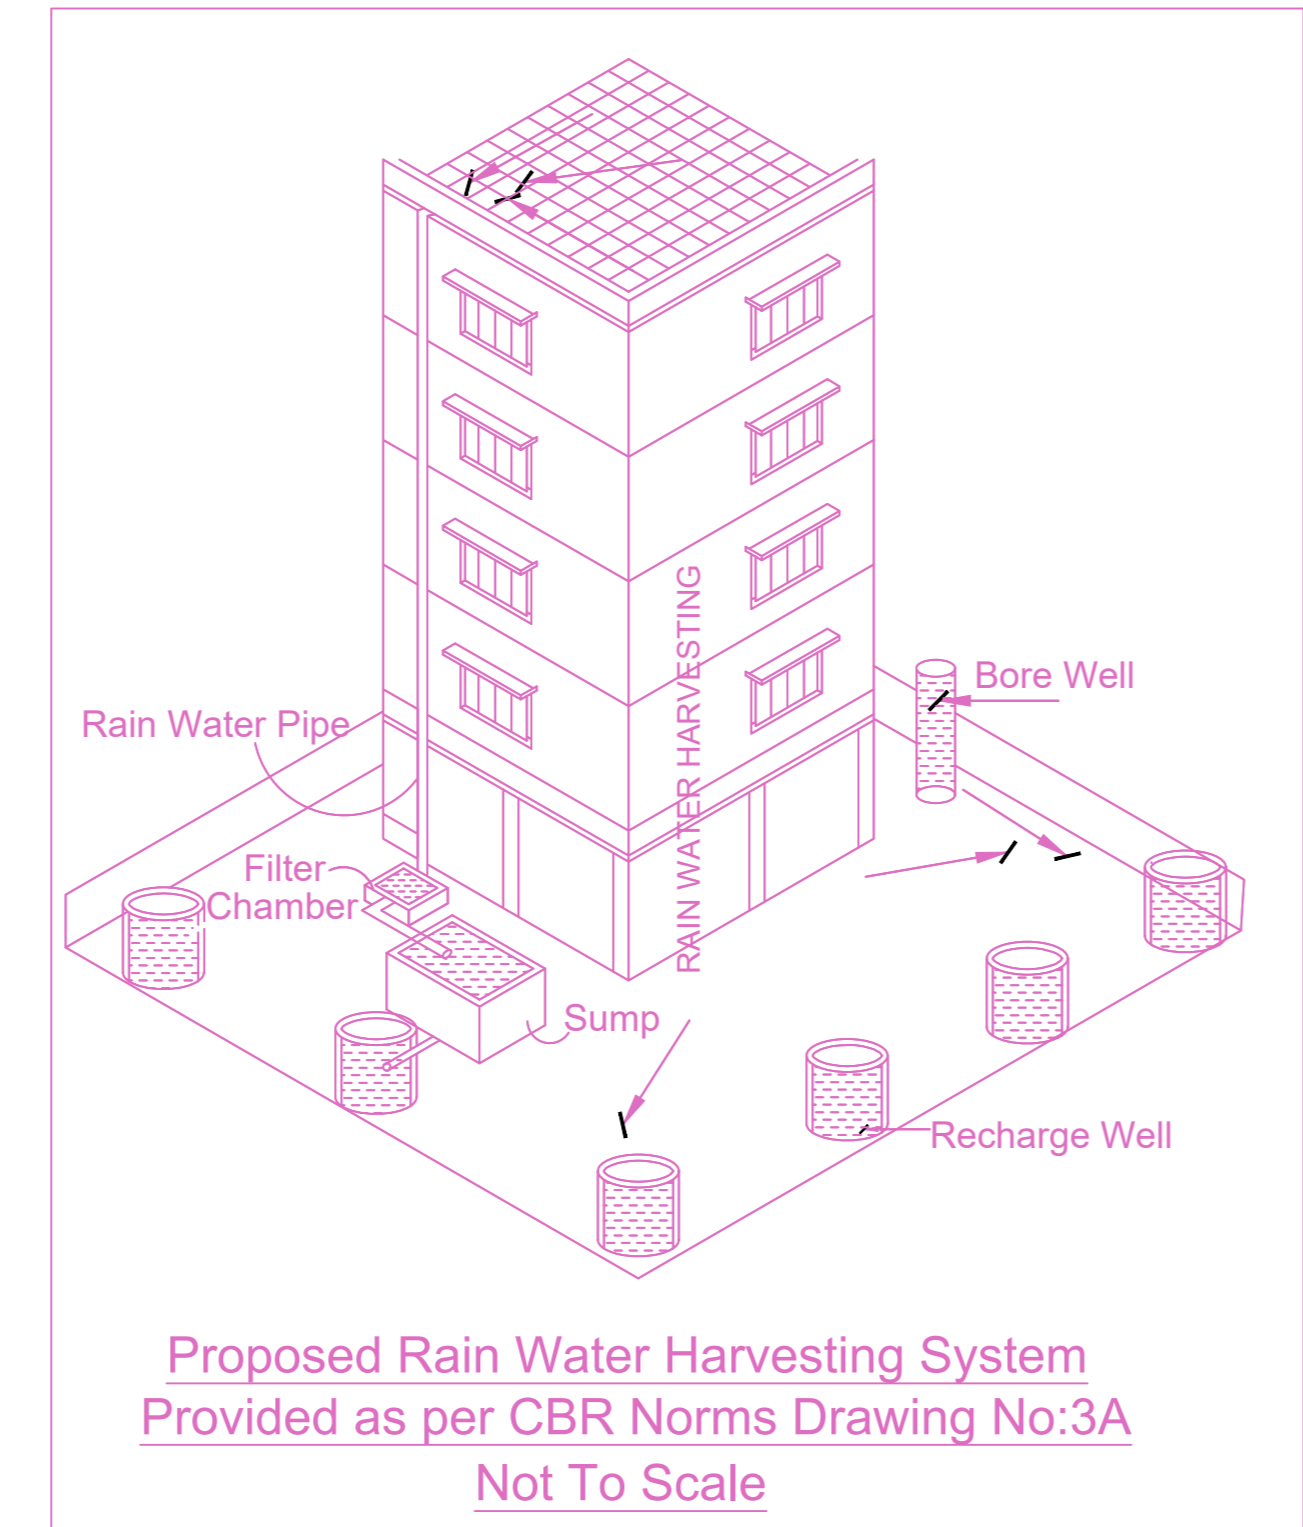 RAIN WATER HARVESTING
Bore Well
Rain Water Pipe
Filter
Chamber
Sump
Recharge Well
Proposed Rain Water Harvesting System
Provided as per CBR Norms Drawing No:3A
Not To Scale